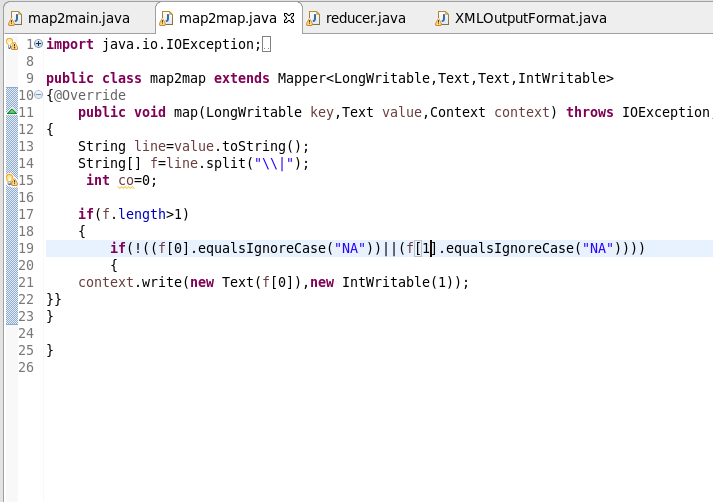 map2main.java map2map.java reducer.java XMLOutputFormat.java
1 import java.io.IOException;
8
9 public class map2map extends Mapper<LongWritable,Text,Text,IntWritable>
10 {@Override
11 public void map(LongWritable key,Text value,Context context) throws IOException,
12 {
13 String line=value.toString();
14 String[] f=line.split("\\|");
15 int co=0;
16
17 if(f.length>1)
18 {
19 if(!((f[0].equalsIgnoreCase("NA"))||(f[1].equalsIgnoreCase("NA"))))
20 {
21 context.write(new Text(f[0]),new IntWritable(1));
22 }}
23 }
24
25 }
26